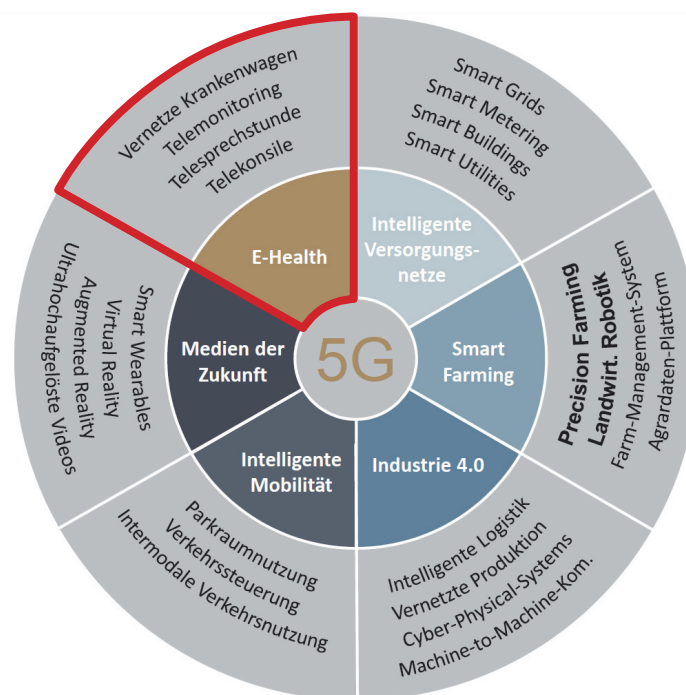 Vernetze Krankenwagen
Telemonitoring
Telesprechstunde
Telekonsile
E-Health
Smart Grids
Smart Metering
Smart Buildings
Smart Utilities
Intelligente
Versorgungs-
netze
Precision Farming
Landwirt. Robotik
Farm-Management-System
Agrardaten-Plattform
Smart
Farming
Intelligente Logistik
Vernetzte Produktion
Cyber-Physical-Systems
Machine-to-Machine-Kom.
Industrie 4.0
Parkraumnutzung
Verkehrssteuerung
Intermodale Verkehrsnutzung
Intelligente
Mobilität
Smart Wearables
Virtual Reality
Augmented Reality
Ultrahochaufgelöste Videos
Medien der
Zukunft
5G